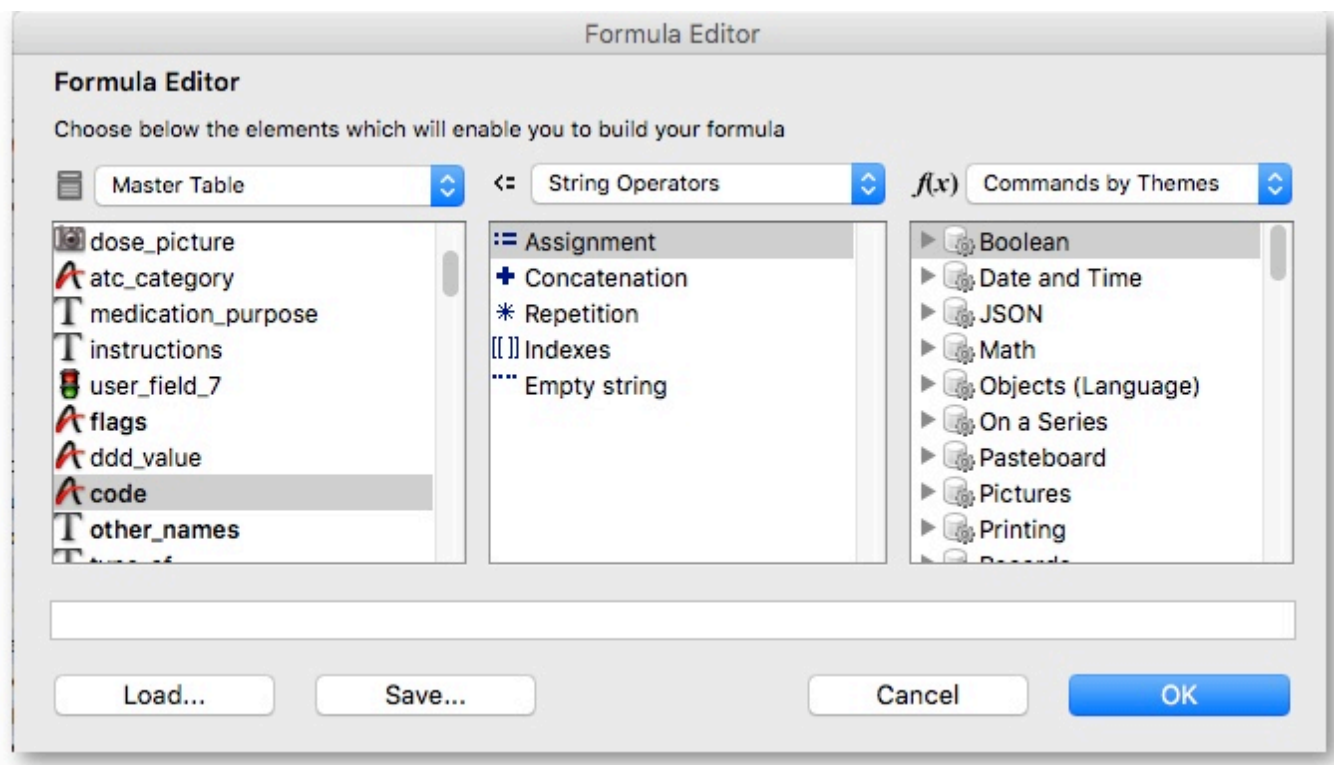 Formula Editor
Formula Editor
Choose below the elements which will enable you to build your formula
Master Table
<= String Operators
f(x) Commands by Themes
dose_picture
atc_category
medication_purpose
instructions
user_field_7
flags
ddd_value
code
other_names
:= Assignment
+ Concatenation
* Repetition
[[ ]] Indexes
"" Empty string
Boolean
Date and Time
JSON
Math
Objects (Language)
On a Series
Pasteboard
Pictures
Printing
Load...
Save...
Cancel
OK